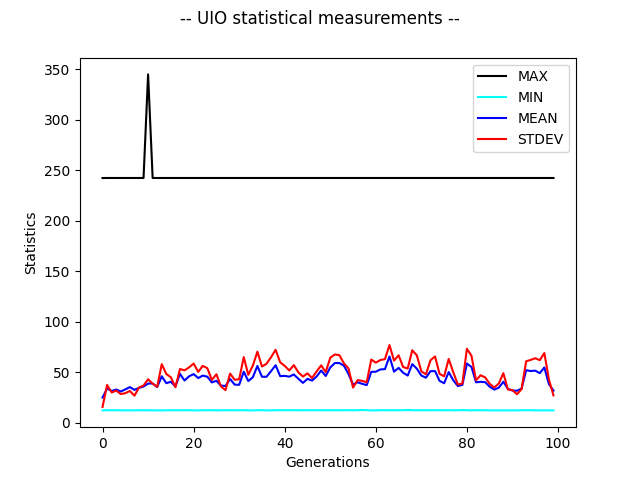 -- UIO statistical measurements --
350
300
250
200
150
100
50
0
Statistics
MAX
MIN
MEAN
STDEV
0 20 40 60 80 100
Generations